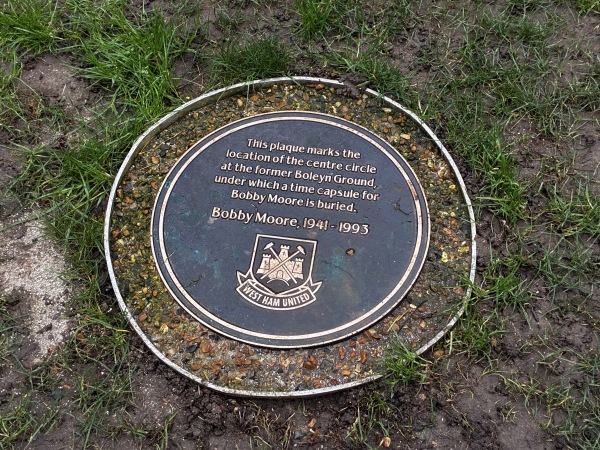 This plaque marks the
location of the centre circle
at the former Boleyn Ground,
under which a time capsule for
Bobby Moore is buried.
Bobby Moore, 1941 - 1993
WEST HAM UNITED